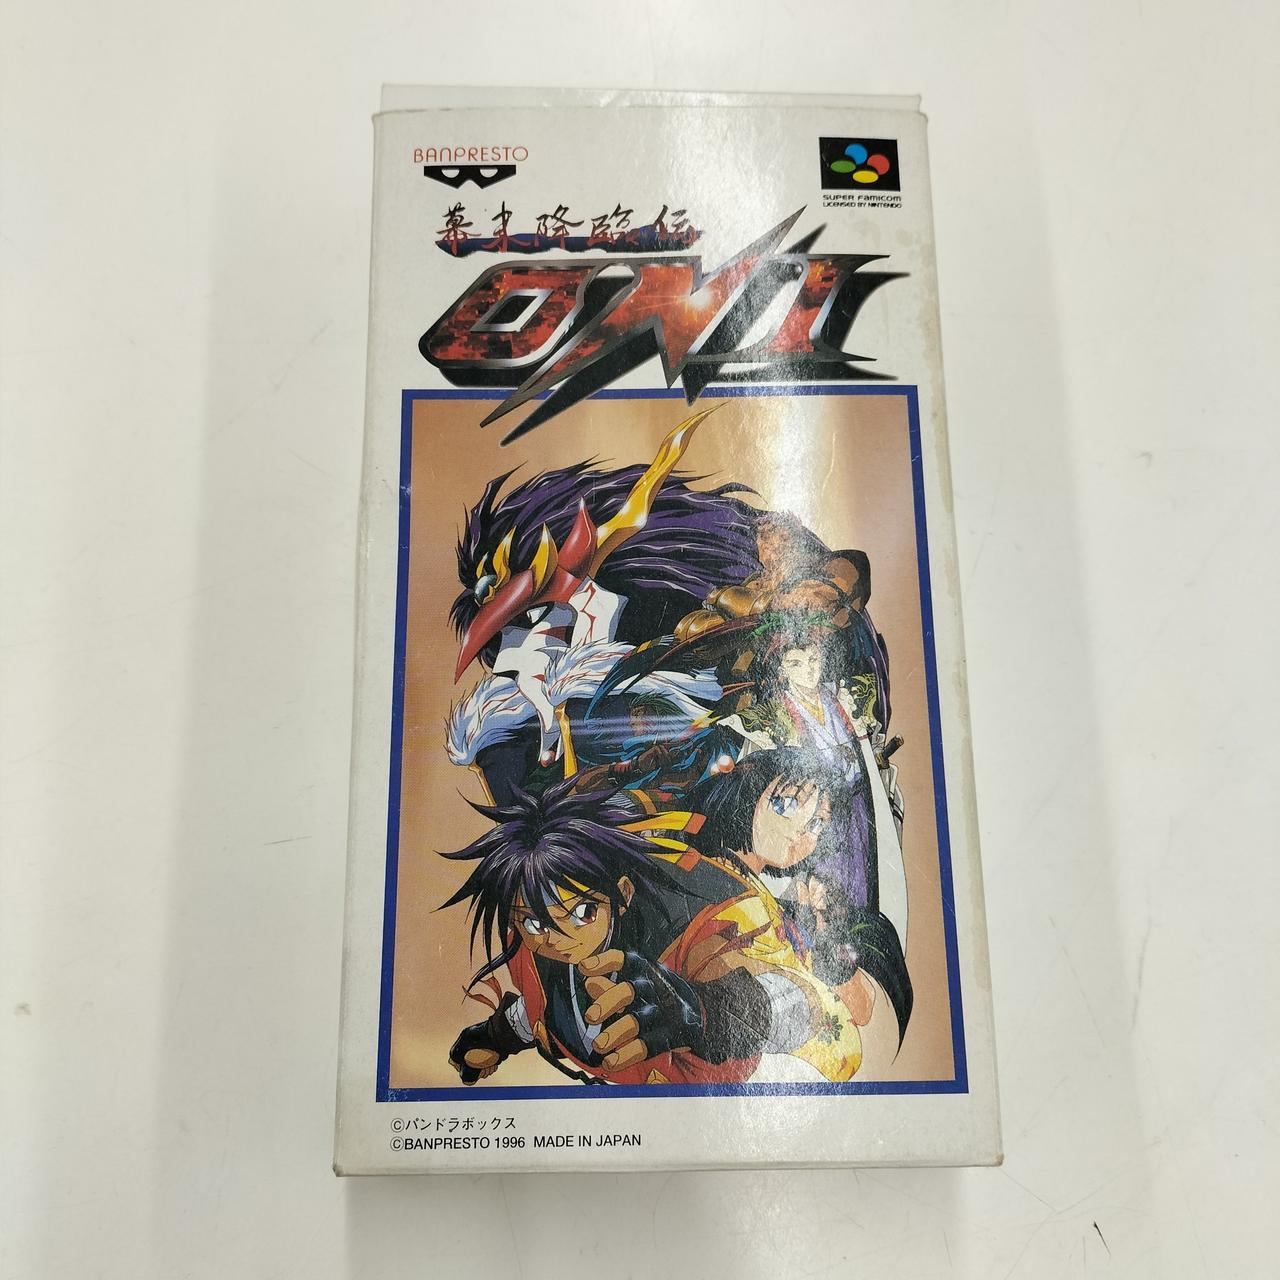 BANPRESTO
SUPER FAMICOM
LICENSED BY NINTENDO
幕末降臨伝
ONI
©パンドラボックス
©BANPRESTO 1996 MADE IN JAPAN